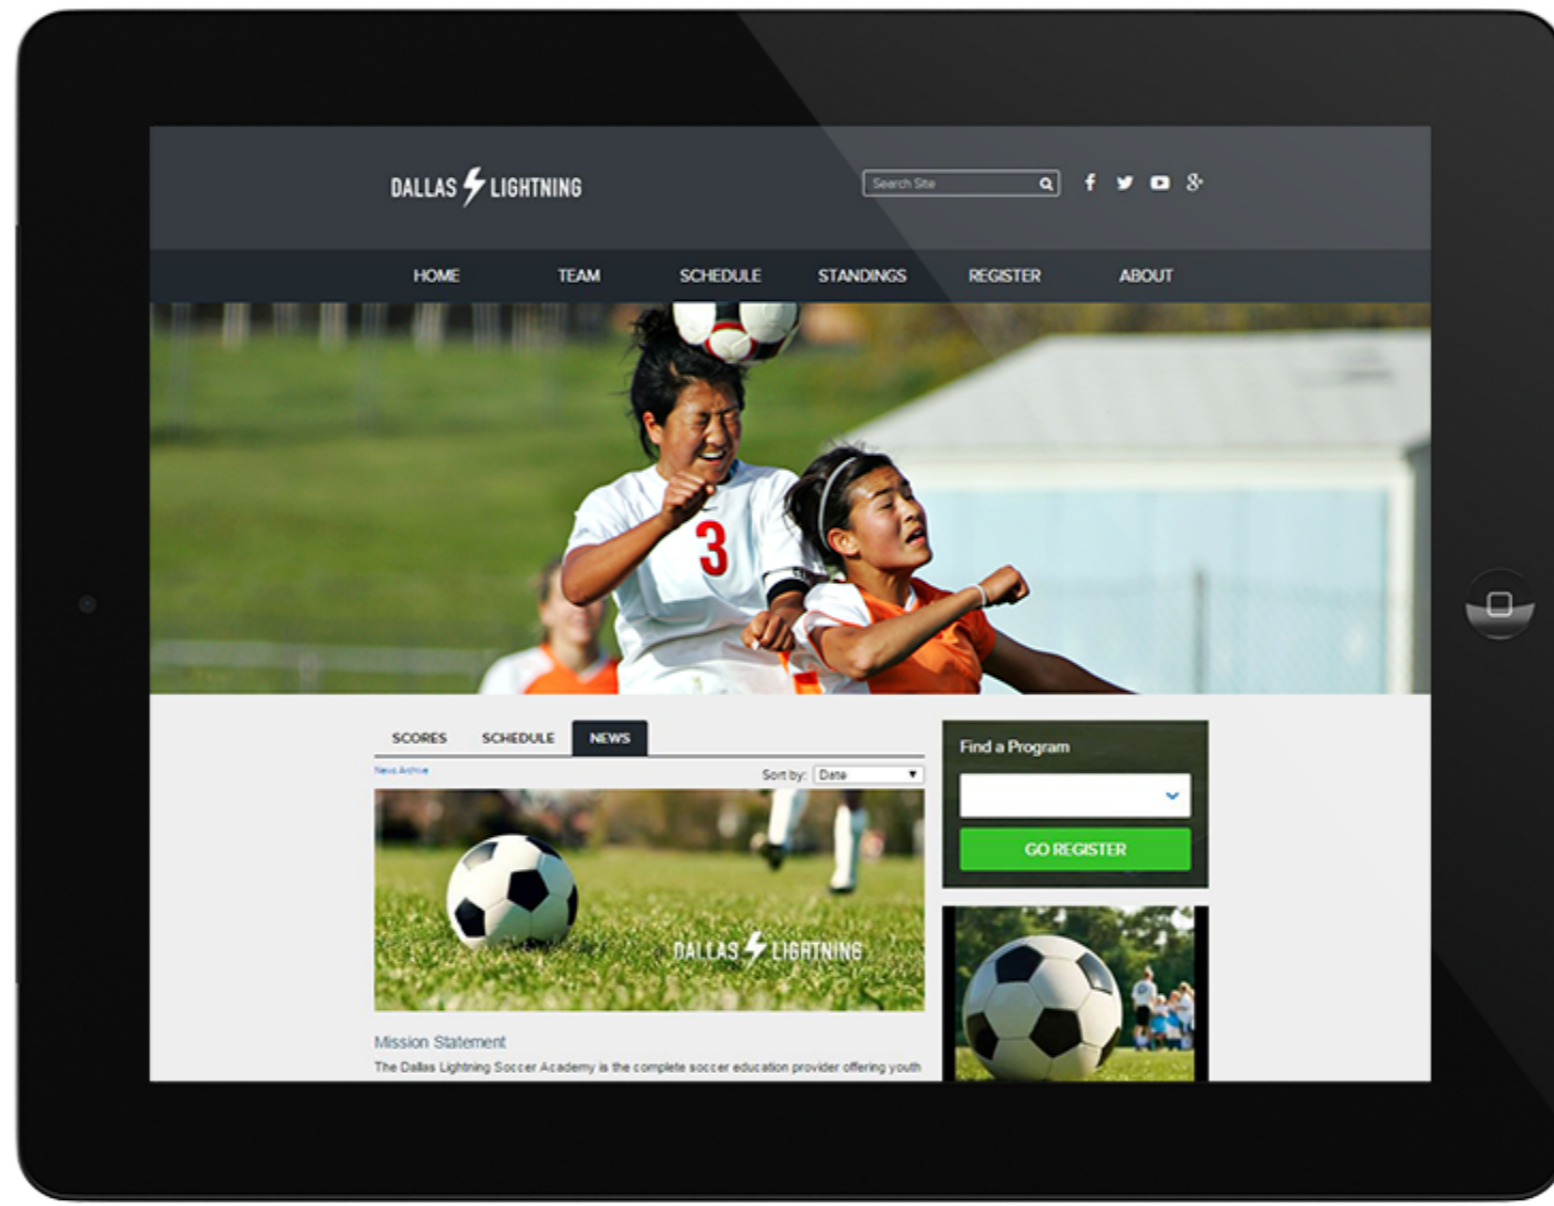 DALLAS LIGHTNING
Search Site
HOME TEAM SCHEDULE STANDINGS REGISTER ABOUT
3
SCORES SCHEDULE NEWS
News Archive
Sort by: Date
DALLAS LIGHTNING
Mission Statement
The Dallas Lightning Soccer Academy is the complete soccer education provider offering youth
Find a Program
GO REGISTER